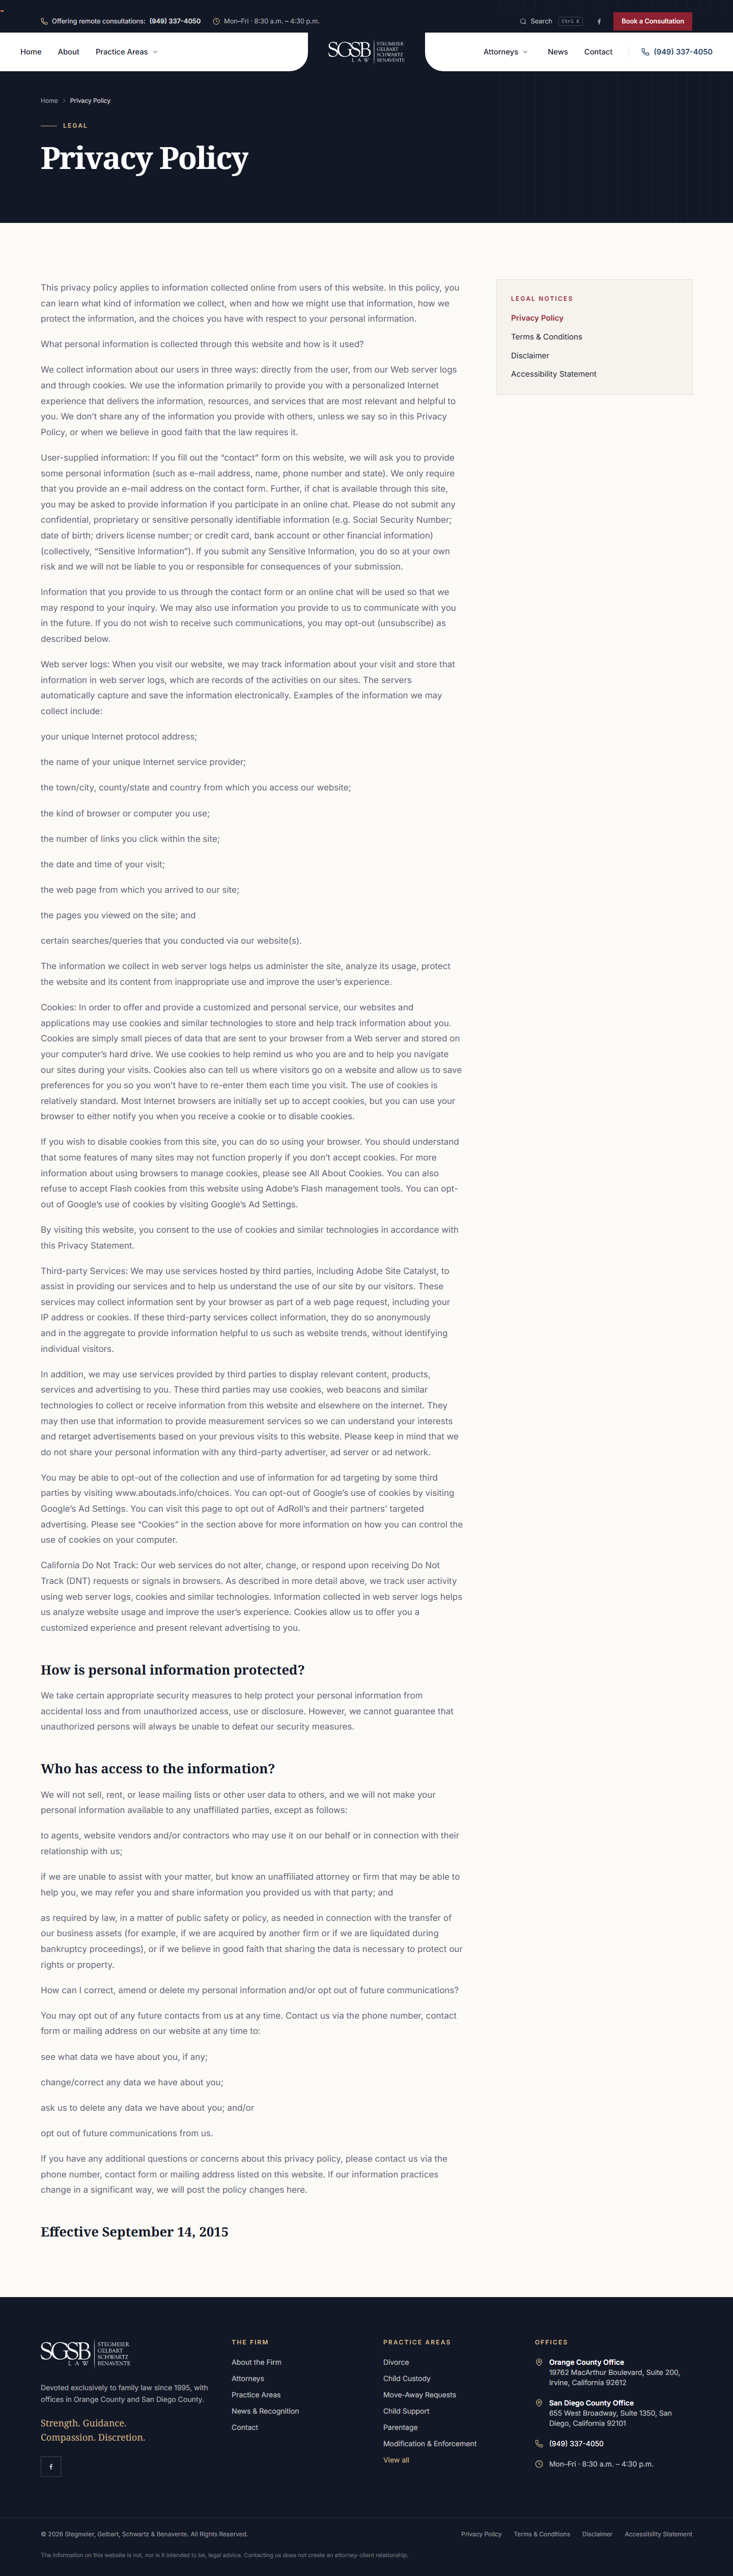 Offering remote consultations: (949) 337-4050
Mon–Fri · 8:30 a.m. – 4:30 p.m.
Search Ctrl K
Book a Consultation
Home About Practice Areas
SGSB LAW
STEGMEIER
GELBART
SCHWARTZ
BENAVENTE
Attorneys News Contact (949) 337-4050
Home > Privacy Policy
LEGAL
Privacy Policy
This privacy policy applies to information collected online from users of this website. In this policy, you
can learn what kind of information we collect, when and how we might use that information, how we
protect the information, and the choices you have with respect to your personal information.
What personal information is collected through this website and how is it used?
We collect information about our users in three ways: directly from the user, from our Web server logs
and through cookies. We use the information primarily to provide you with a personalized Internet
experience that delivers the information, resources, and services that are most relevant and helpful to
you. We don’t share any of the information you provide with others, unless we say so in this Privacy
Policy, or when we believe in good faith that the law requires it.
User-supplied information: If you fill out the “contact” form on this website, we will ask you to provide
some personal information (such as e-mail address, name, phone number and state). We only require
that you provide an e-mail address on the contact form. Further, if chat is available through this site,
you may be asked to provide information if you participate in an online chat. Please do not submit any
confidential, proprietary or sensitive personally identifiable information (e.g. Social Security Number;
date of birth; drivers license number; or credit card, bank account or other financial information)
(collectively, “Sensitive Information”). If you submit any Sensitive Information, you do so at your own
risk and we will not be liable to you or responsible for consequences of your submission.
Information that you provide to us through the contact form or an online chat will be used so that we
may respond to your inquiry. We may also use information you provide to us to communicate with you
in the future. If you do not wish to receive such communications, you may opt-out (unsubscribe) as
described below.
Web server logs: When you visit our website, we may track information about your visit and store that
information in web server logs, which are records of the activities on our sites. The servers
automatically capture and save the information electronically. Examples of the information we may
collect include:
your unique Internet protocol address;
the name of your unique Internet service provider;
the town/city, county/state and country from which you access our website;
the kind of browser or computer you use;
the number of links you click within the site;
the date and time of your visit;
the web page from which you arrived to our site;
the pages you viewed on the site; and
certain searches/queries that you conducted via our website(s).
The information we collect in web server logs helps us administer the site, analyze its usage, protect
the website and its content from inappropriate use and improve the user’s experience.
Cookies: In order to offer and provide a customized and personal service, our websites and
applications may use cookies and similar technologies to store and help track information about you.
Cookies are simply small pieces of data that are sent to your browser from a Web server and stored on
your computer’s hard drive. We use cookies to help remind us who you are and to help you navigate
our sites during your visits. Cookies also can tell us where visitors go on a website and allow us to save
preferences for you so you won’t have to re-enter them each time you visit. The use of cookies is
relatively standard. Most Internet browsers are initially set up to accept cookies, but you can use your
browser to either notify you when you receive a cookie or to disable cookies.
If you wish to disable cookies from this site, you can do so using your browser. You should understand
that some features of many sites may not function properly if you don’t accept cookies. For more
information about using browsers to manage cookies, please see All About Cookies. You can also
refuse to accept Flash cookies from this website using Adobe’s Flash management tools. You can opt-
out of Google’s use of cookies by visiting Google’s Ad Settings.
By visiting this website, you consent to the use of cookies and similar technologies in accordance with
this Privacy Statement.
Third-party Services: We may use services hosted by third parties, including Adobe Site Catalyst, to
assist in providing our services and to help us understand the use of our site by our visitors. These
services may collect information sent by your browser as part of a web page request, including your
IP address or cookies. If these third-party services collect information, they do so anonymously
and in the aggregate to provide information helpful to us such as website trends, without identifying
individual visitors.
In addition, we may use services provided by third parties to display relevant content, products,
services and advertising to you. These third parties may use cookies, web beacons and similar
technologies to collect or receive information from this website and elsewhere on the internet. They
may then use that information to provide measurement services so we can understand your interests
and retarget advertisements based on your previous visits to this website. Please keep in mind that we
do not share your personal information with any third-party advertiser, ad server or ad network.
You may be able to opt-out of the collection and use of information for ad targeting by some third
parties by visiting www.aboutads.info/choices. You can opt-out of Google’s use of cookies by visiting
Google’s Ad Settings. You can visit this page to opt out of AdRoll’s and their partners’ targeted
advertising. Please see “Cookies” in the section above for more information on how you can control the
use of cookies on your computer.
California Do Not Track: Our web services do not alter, change, or respond upon receiving Do Not
Track (DNT) requests or signals in browsers. As described in more detail above, we track user activity
using web server logs, cookies and similar technologies. Information collected in web server logs helps
us analyze website usage and improve the user’s experience. Cookies allow us to offer you a
customized experience and present relevant advertising to you.
How is personal information protected?
We take certain appropriate security measures to help protect your personal information from
accidental loss and from unauthorized access, use or disclosure. However, we cannot guarantee that
unauthorized persons will always be unable to defeat our security measures.
Who has access to the information?
We will not sell, rent, or lease mailing lists or other user data to others, and we will not make your
personal information available to any unaffiliated parties, except as follows:
to agents, website vendors and/or contractors who may use it on our behalf or in connection with their
relationship with us;
if we are unable to assist with your matter, but know an unaffiliated attorney or firm that may be able to
help you, we may refer you and share information you provided us with that party; and
as required by law, in a matter of public safety or policy, as needed in connection with the transfer of
our business assets (for example, if we are acquired by another firm or if we are liquidated during
bankruptcy proceedings), or if we believe in good faith that sharing the data is necessary to protect our
rights or property.
How can I correct, amend or delete my personal information and/or opt out of future communications?
You may opt out of any future contacts from us at any time. Contact us via the phone number, contact
form or mailing address on our website at any time to:
see what data we have about you, if any;
change/correct any data we have about you;
ask us to delete any data we have about you; and/or
opt out of future communications from us.
If you have any additional questions or concerns about this privacy policy, please contact us via the
phone number, contact form or mailing address listed on this website. If our information practices
change in a significant way, we will post the policy changes here.
Effective September 14, 2015
LEGAL NOTICES
Privacy Policy
Terms & Conditions
Disclaimer
Accessibility Statement
SGSB LAW
STEGMEIER
GELBART
SCHWARTZ
BENAVENTE
Devoted exclusively to family law since 1995, with
offices in Orange County and San Diego County.
Strength. Guidance.
Compassion. Discretion.
THE FIRM
About the Firm
Attorneys
Practice Areas
News & Recognition
Contact
PRACTICE AREAS
Divorce
Child Custody
Move-Away Requests
Child Support
Parentage
Modification & Enforcement
View all
OFFICES
Orange County Office
19762 MacArthur Boulevard, Suite 200,
Irvine, California 92612
San Diego County Office
655 West Broadway, Suite 1350, San
Diego, California 92101
(949) 337-4050
Mon–Fri · 8:30 a.m. – 4:30 p.m.
© 2026 Stegmeier, Gelbart, Schwartz & Benavente. All Rights Reserved.
Privacy Policy Terms & Conditions Disclaimer Accessibility Statement
The information on this website is not, nor is it intended to be, legal advice. Contacting us does not create an attorney-client relationship.